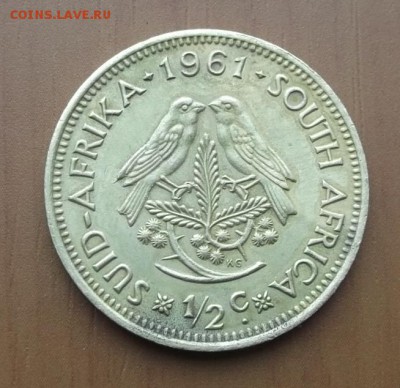 COINS.LAVE.RU
SUID-AFRIKA · 1961 · SOUTH AFRICA
KG
½ C.